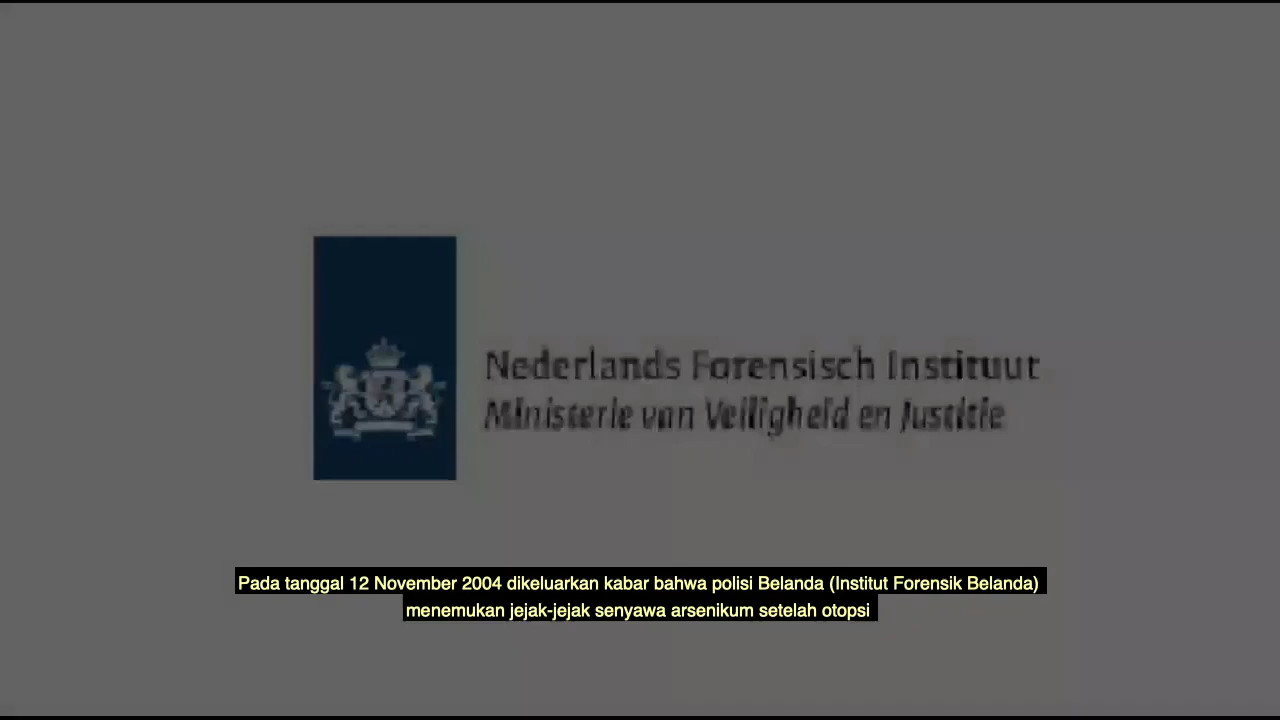 Nederlands Forensisch Instituut
Ministerie van Veiligheid en Justitie
Pada tanggal 12 November 2004 dikeluarkan kabar bahwa polisi Belanda (Institut Forensik Belanda)
menemukan jejak-jejak senyawa arsenikum setelah otopsi